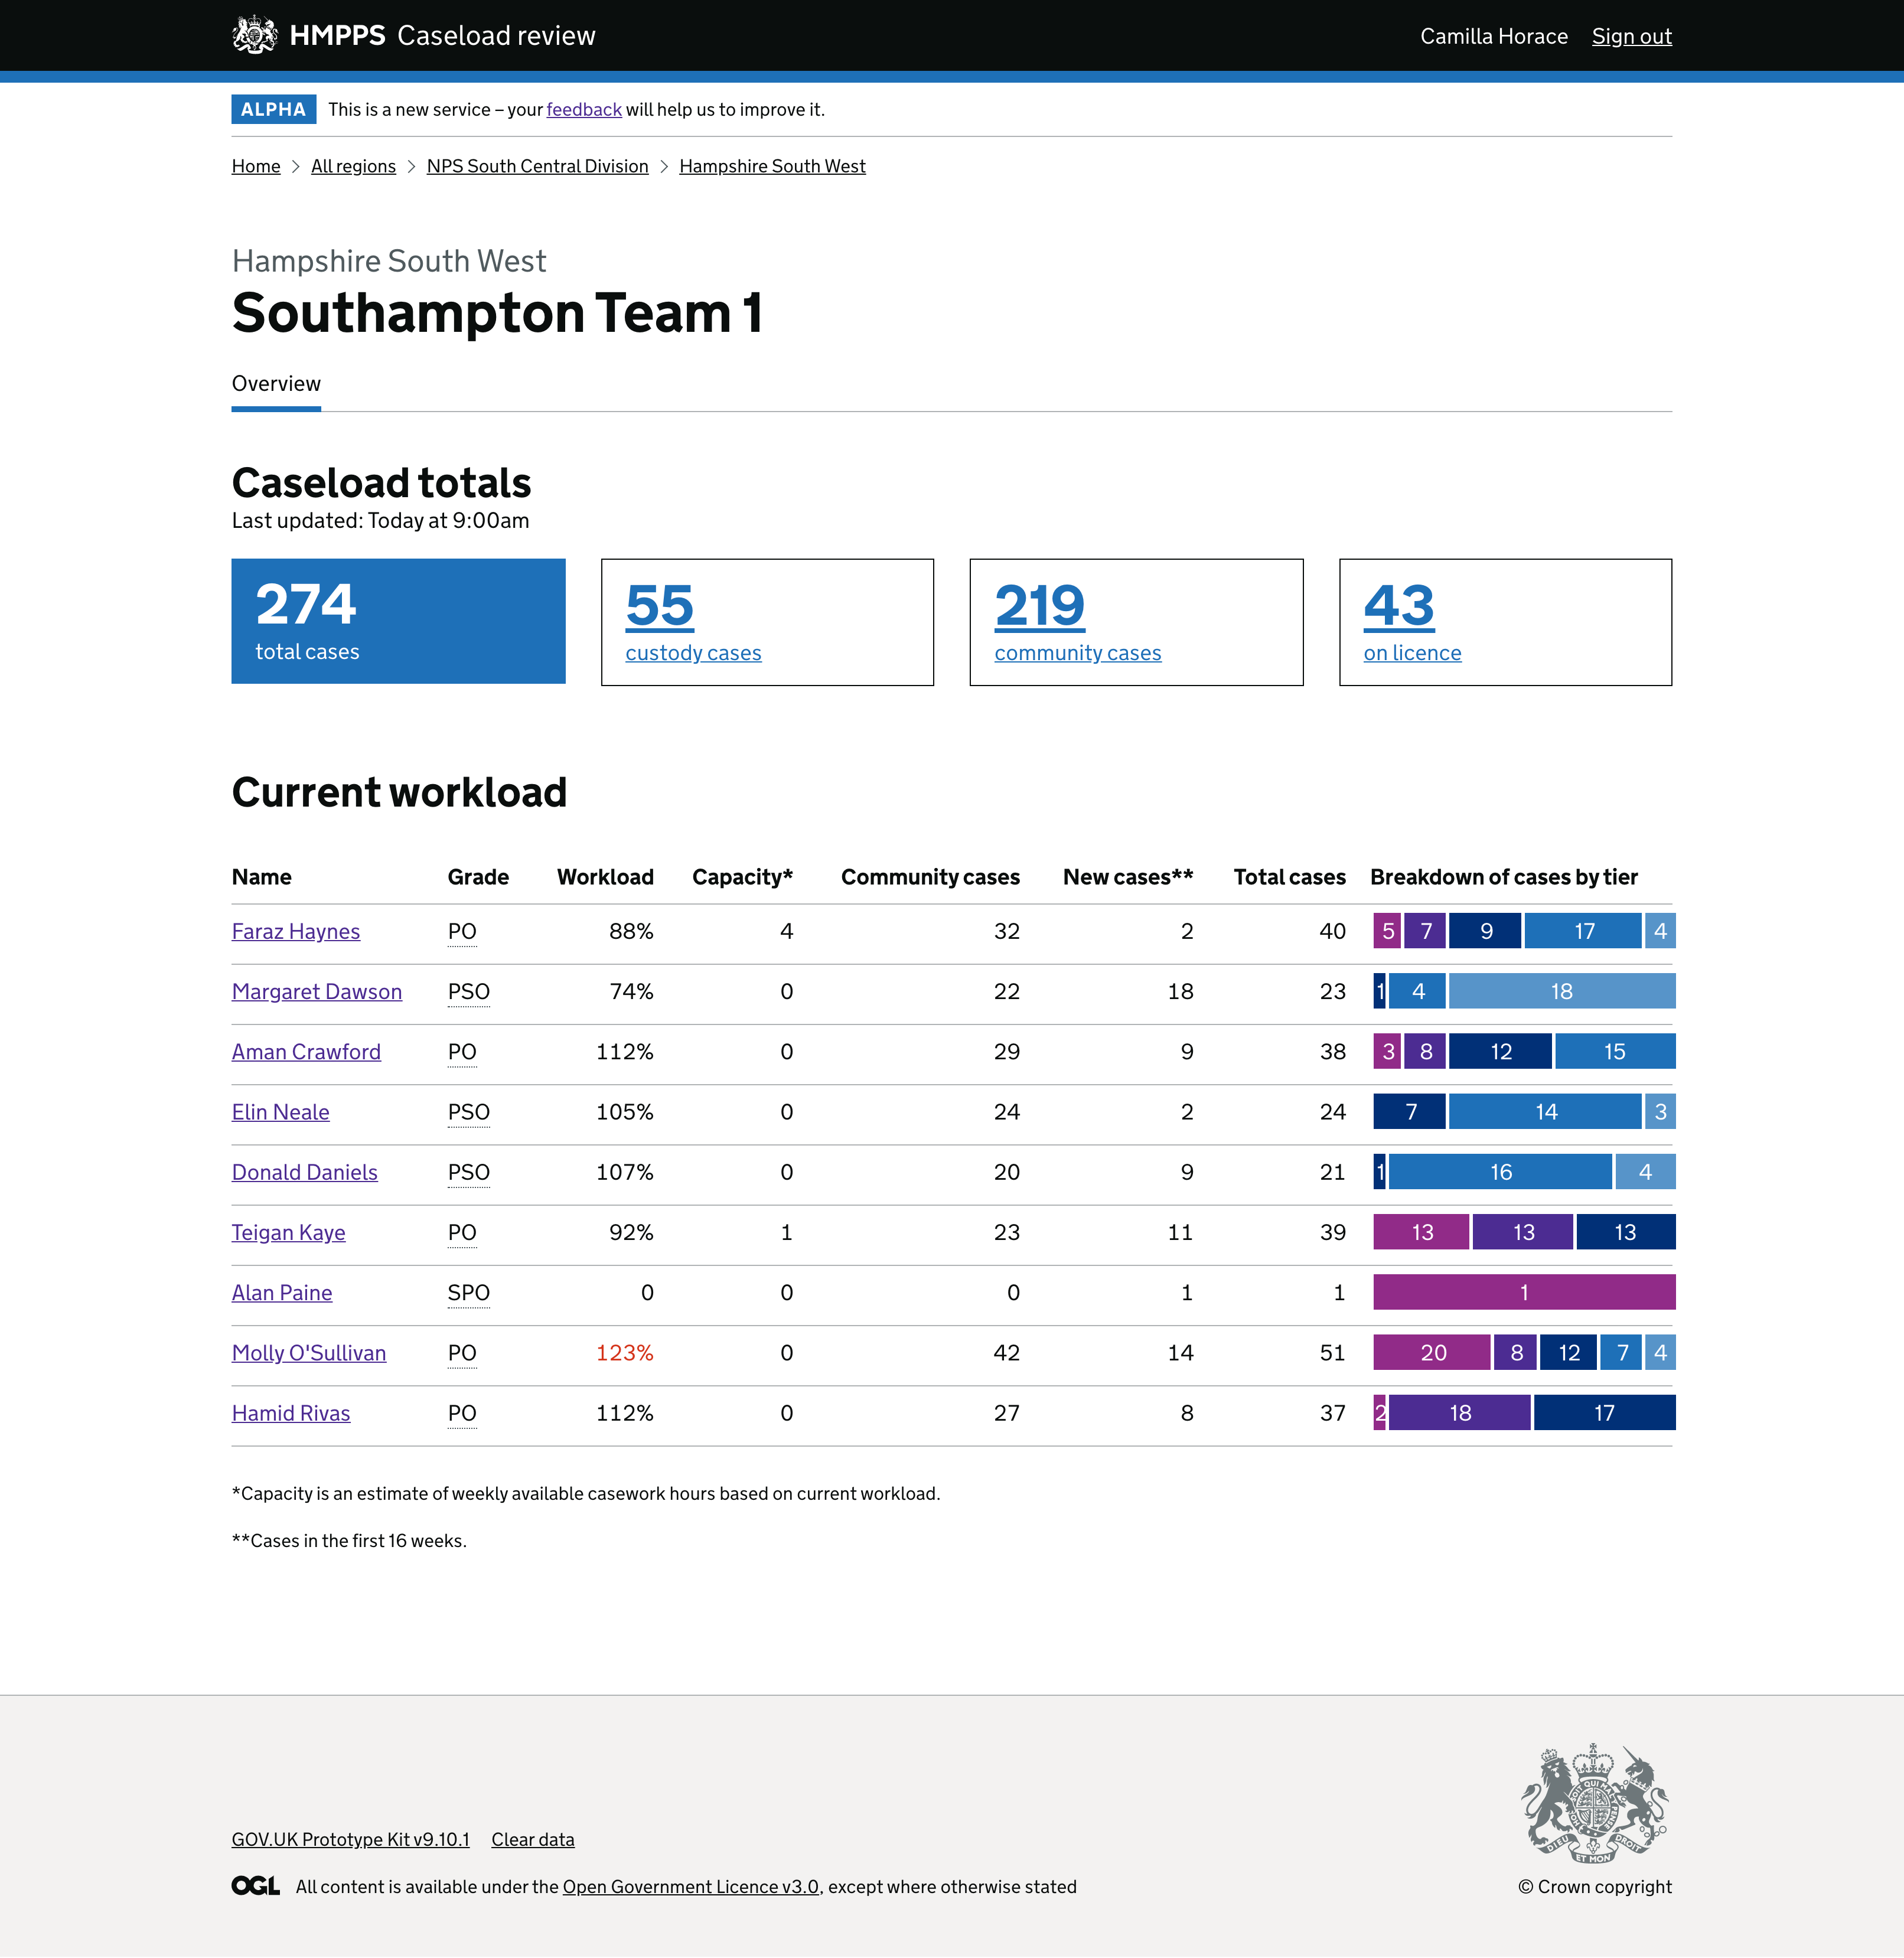 HMPPS Caseload review Camilla Horace Sign out
ALPHA This is a new service – your feedback will help us to improve it.
Home > All regions > NPS South Central Division > Hampshire South West
Hampshire South West
Southampton Team 1
Overview
Caseload totals
Last updated: Today at 9:00am
274 55 219 43
total cases custody cases community cases on licence
Current workload
Name Grade Workload Capacity* Community cases New cases** Total cases Breakdown of cases by tier
Faraz Haynes PO 88% 4 32 2 40 5 7 9 17 4
Margaret Dawson PSO 74% 0 22 18 23 1 4 18
Aman Crawford PO 112% 0 29 9 38 3 8 12 15
Elin Neale PSO 105% 0 24 2 24 7 14 3
Donald Daniels PSO 107% 0 20 9 21 1 16 4
Teigan Kaye PO 92% 1 23 11 39 13 13 13
Alan Paine SPO 0 0 0 1 1 1
Molly O'Sullivan PO 123% 0 42 14 51 20 8 12 7 4
Hamid Rivas PO 112% 0 27 8 37 2 18 17
*Capacity is an estimate of weekly available casework hours based on current workload.
**Cases in the first 16 weeks.
GOV.UK Prototype Kit v9.10.1 Clear data
DIEU ET MON DROIT
OGL All content is available under the Open Government Licence v3.0, except where otherwise stated © Crown copyright